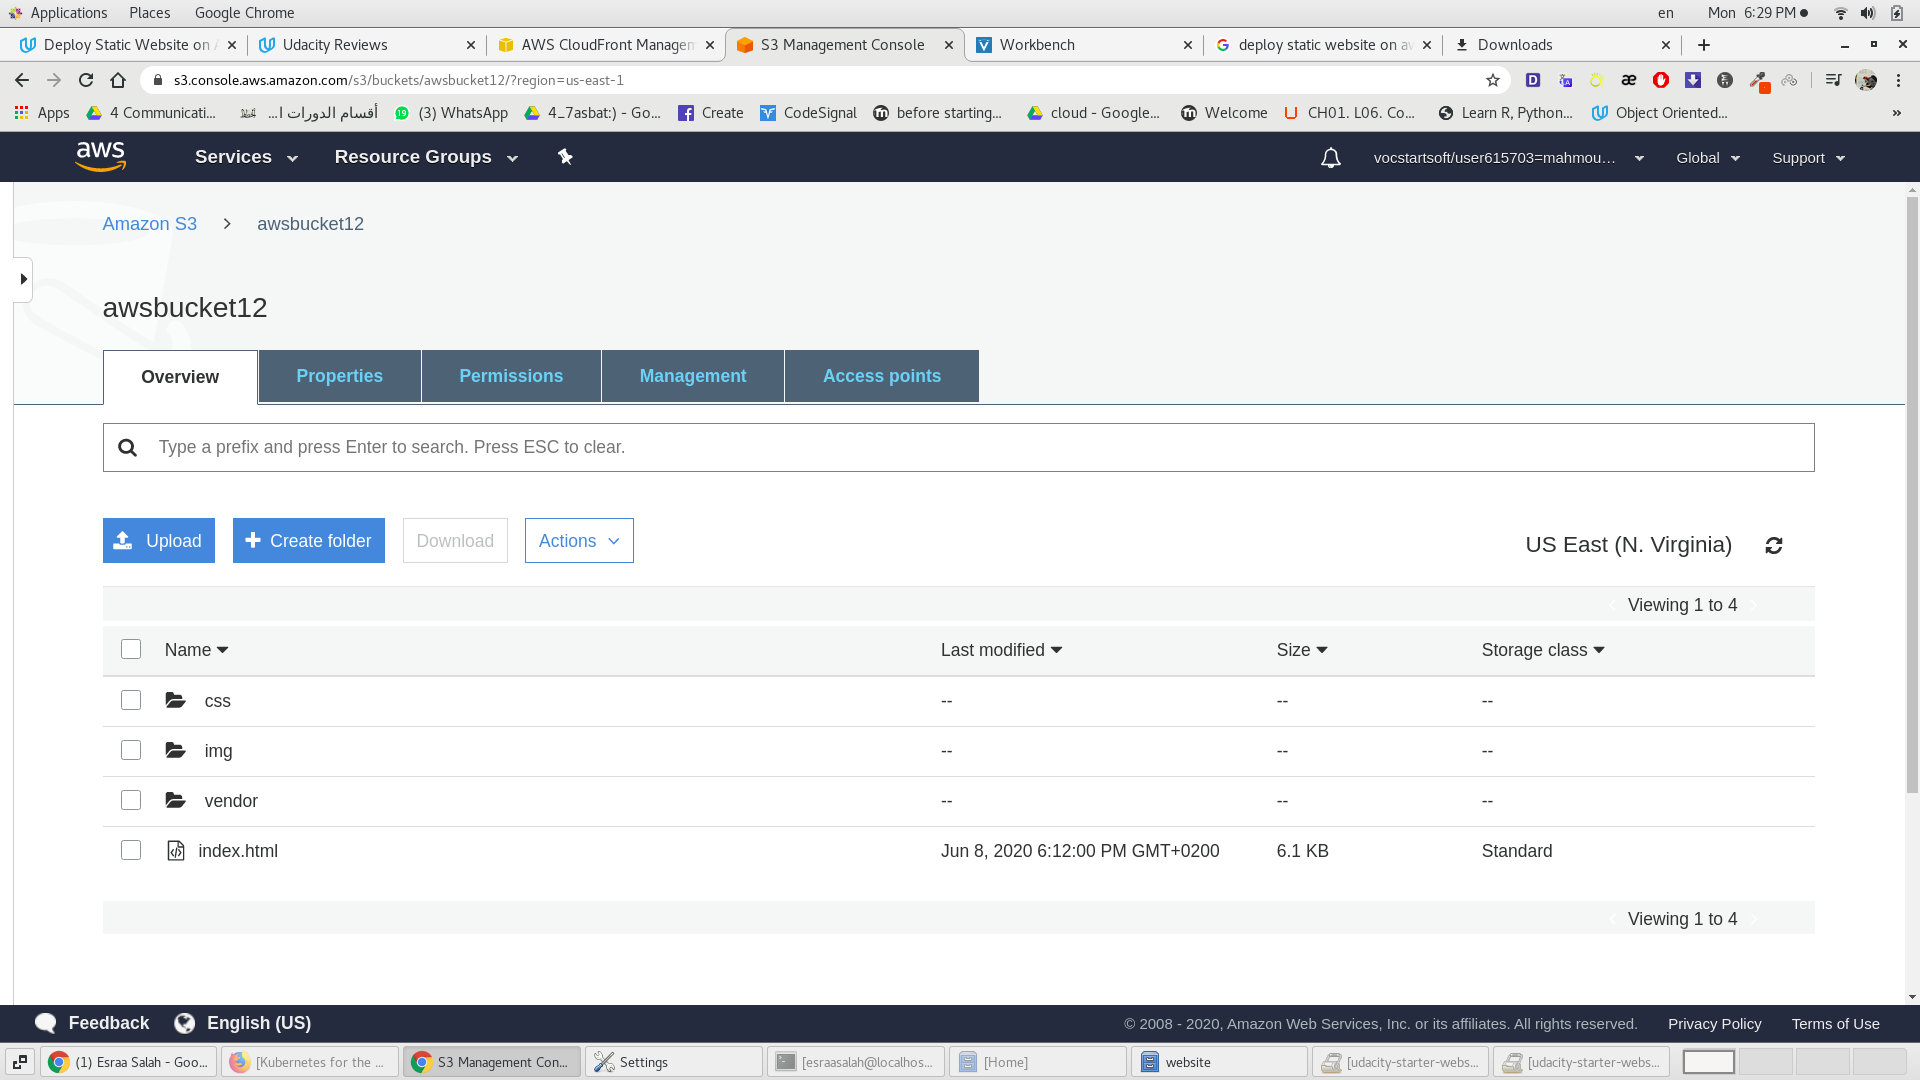 Applications Places Google Chrome en Mon 6:29 PM
Deploy Static Website on A Udacity Reviews AWS CloudFront Managem S3 Management Console Workbench deploy static website on aw Downloads
s3.console.aws.amazon.com/s3/buckets/awsbucket12/?region=us-east-1
Apps 4 Communicati... أقسام الدورات ا... (3) WhatsApp 4_7asbat:) - Go... Create CodeSignal before starting... cloud - Google... Welcome CH01. L06. Co... Learn R, Python... Object Oriented... »
aws Services Resource Groups vocstartsoft/user615703=mahmou... Global Support
Amazon S3 > awsbucket12
awsbucket12
Overview Properties Permissions Management Access points
Type a prefix and press Enter to search. Press ESC to clear.
Upload Create folder Download Actions US East (N. Virginia)
Viewing 1 to 4
Name Last modified Size Storage class
css -- -- --
img -- -- --
vendor -- -- --
index.html Jun 8, 2020 6:12:00 PM GMT+0200 6.1 KB Standard
Viewing 1 to 4
Feedback English (US) © 2008 - 2020, Amazon Web Services, Inc. or its affiliates. All rights reserved. Privacy Policy Terms of Use
(1) Esraa Salah - Goo... [Kubernetes for the ... S3 Management Con... Settings [esraasalah@localhos... [Home] website [udacity-starter-webs... [udacity-starter-webs...